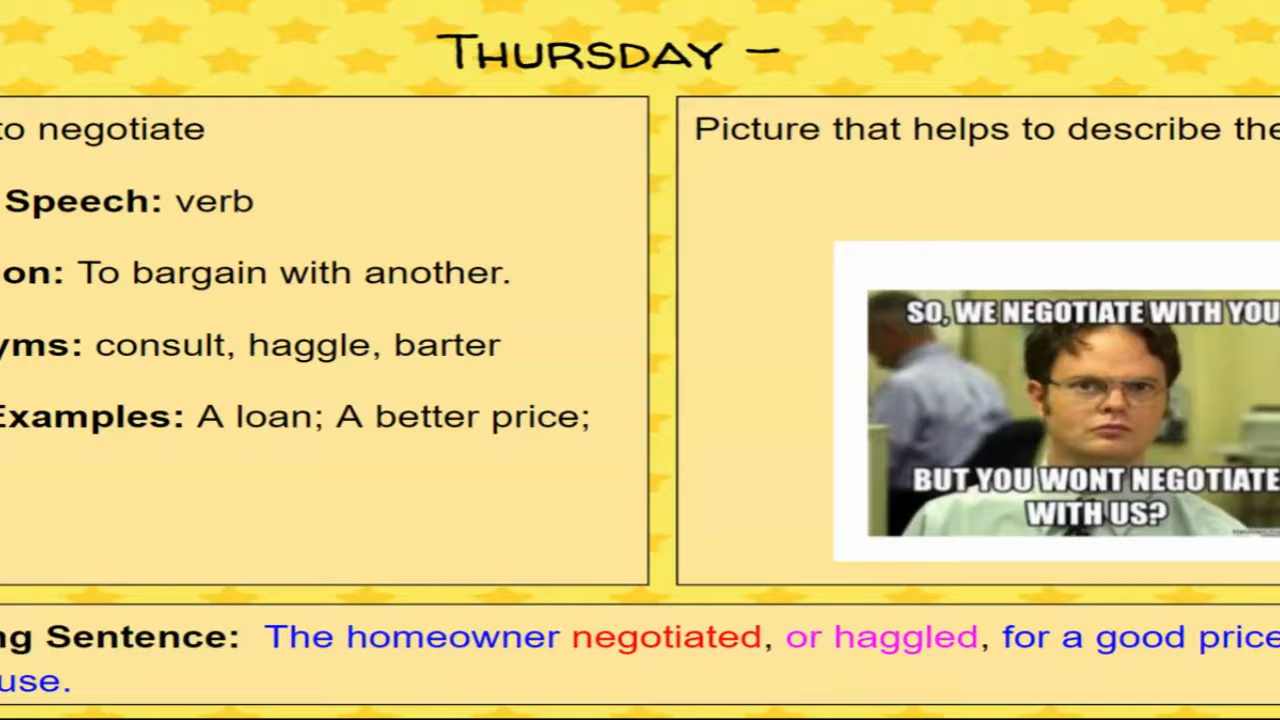 THURSDAY –
to negotiate
Speech: verb
on: To bargain with another.
yms: consult, haggle, barter
Examples: A loan; A better price;
Picture that helps to describe the
SO, WE NEGOTIATE WITH YOU
BUT YOU WONT NEGOTIATE
WITH US?
ng Sentence: The homeowner negotiated, or haggled, for a good price
use.